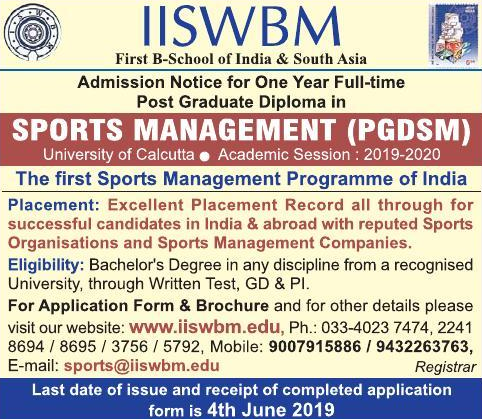 IISWBM
First B-School of India & South Asia
Admission Notice for One Year Full-time
Post Graduate Diploma in
SPORTS MANAGEMENT (PGDSM)
University of Calcutta ● Academic Session : 2019-2020
The first Sports Management Programme of India
Placement: Excellent Placement Record all through for
successful candidates in India & abroad with reputed Sports
Organisations and Sports Management Companies.
Eligibility: Bachelor's Degree in any discipline from a recognised
University, through Written Test, GD & PI.
For Application Form & Brochure and for other details please
visit our website: www.iiswbm.edu, Ph.: 033-4023 7474, 2241
8694 / 8695 / 3756 / 5792, Mobile: 9007915886 / 9432263763,
E-mail: sports@iiswbm.edu Registrar
Last date of issue and receipt of completed application
form is 4th June 2019